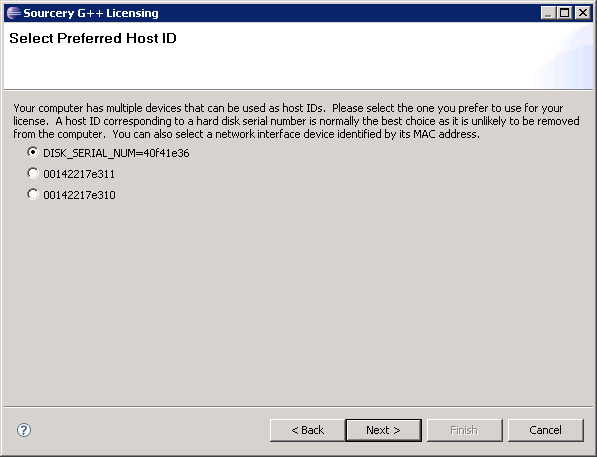 Sourcery G++ Licensing
Select Preferred Host ID
Your computer has multiple devices that can be used as host IDs.  Please select the one you prefer to use for your
license.  A host ID corresponding to a hard disk serial number is normally the best choice as it is unlikely to be removed
from the computer.  You can also select a network interface device identified by its MAC address.
DISK_SERIAL_NUM=40f41e36
00142217e311
00142217e310
?
< Back
Next >
Finish
Cancel